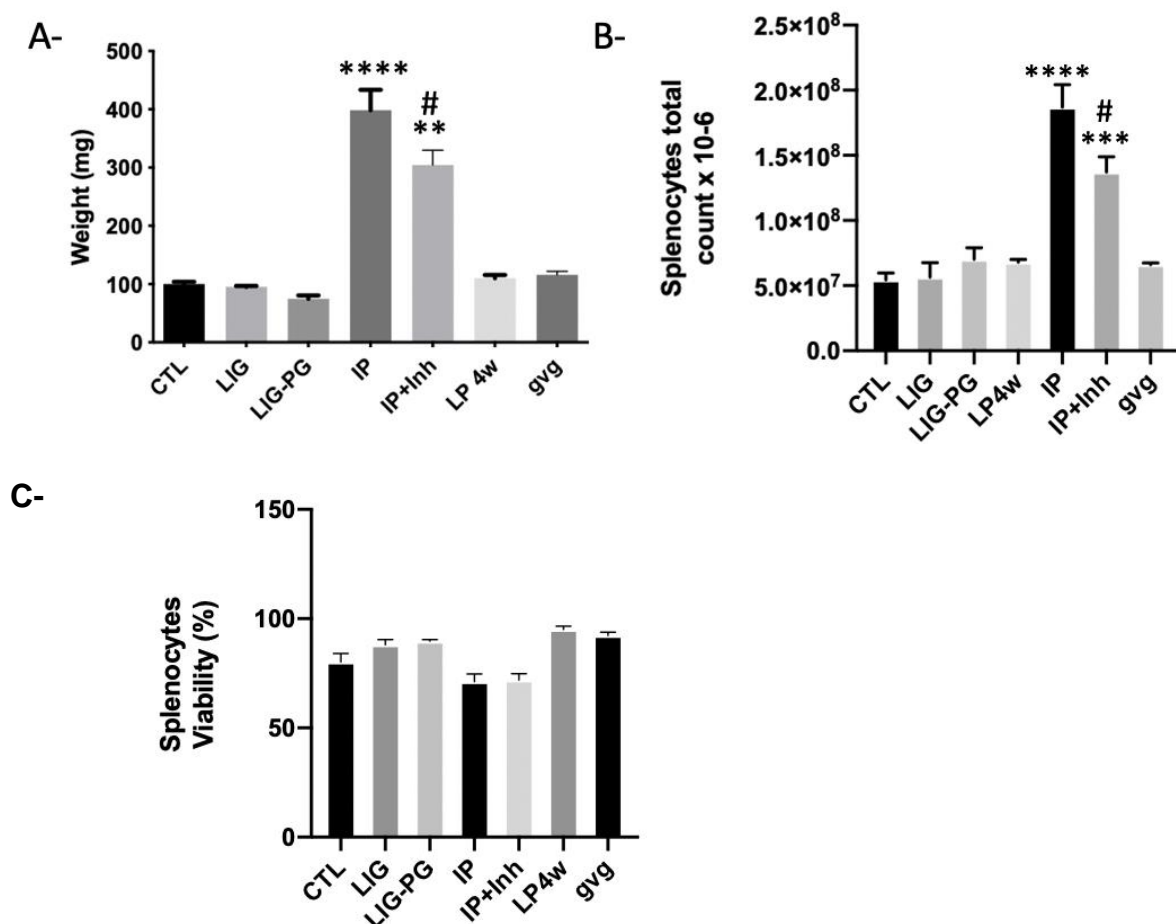 A-
500
400
300
200
100
0
Weight (mg)
****
#
**
CTL
LIG
LIG-PG
IP
IP+Inh
LP 4w
gvg
B-
2.5×10⁸
2.0×10⁸
1.5×10⁸
1.0×10⁸
5.0×10⁷
0.0
Splenocytes total
count x 10-6
****
#
***
CTL
LIG
LIG-PG
LP4w
IP
IP+Inh
gvg
C-
150
100
50
0
Splenocytes
Viability (%)
CTL
LIG
LIG-PG
IP
IP+Inh
LP4w
gvg